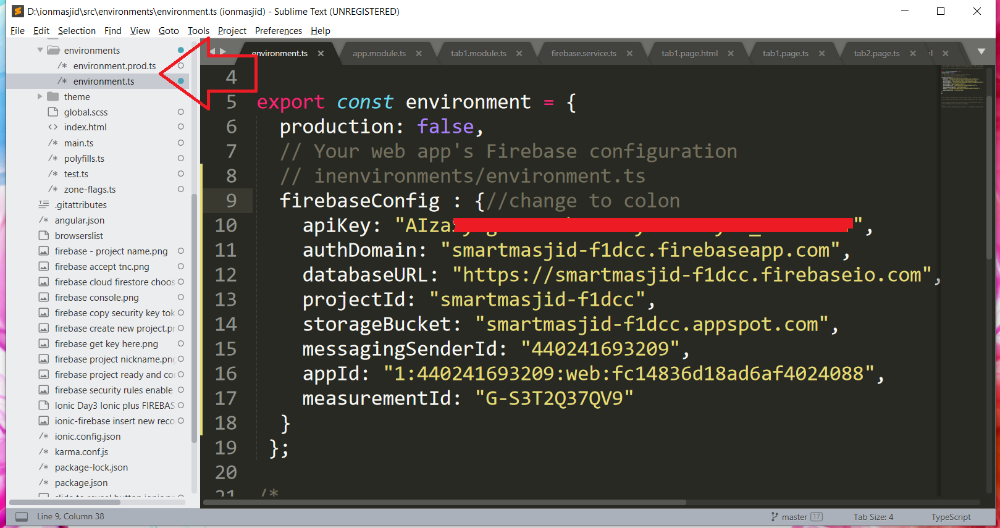 D:\ionmasjid\src\environments\environment.ts (ionmasjid) - Sublime Text (UNREGISTERED)
File Edit Selection Find View Goto Tools Project Preferences Help
environments
environment.prod.ts
environment.ts
theme
global.scss
index.html
main.ts
polyfills.ts
test.ts
zone-flags.ts
.gitattributes
angular.json
browserslist
firebase - project name.png
firebase accept tnc.png
firebase cloud firestore choos
firebase console.png
firebase copy security key tok
firebase create new project.pr
firebase get key here.png
firebase project nickname.png
firebase project ready and co
firebase security rules enable
Ionic Day3 Ionic plus FIREBAS
ionic-firebase insert new reco
ionic.config.json
karma.conf.js
package-lock.json
package.json
environment.ts × app.module.ts × tab1.module.ts × firebase.service.ts × tab1.page.html × tab1.page.ts × tab2.page.ts × ×
4
5 export const environment = {
6 production: false,
7 // Your web app's Firebase configuration
8 // inenvironments/environment.ts
9 firebaseConfig : {//change to colon
10 apiKey: "AIza ",
11 authDomain: "smartmasjid-f1dcc.firebaseapp.com",
12 databaseURL: "https://smartmasjid-f1dcc.firebaseio.com",
13 projectId: "smartmasjid-f1dcc",
14 storageBucket: "smartmasjid-f1dcc.appspot.com",
15 messagingSenderId: "440241693209",
16 appId: "1:440241693209:web:fc14836d18ad6af4024088",
17 measurementId: "G-S3T2Q37QV9"
18 }
19 };
20
21 /*
Line 9, Column 38 master 17 Tab Size: 4 TypeScript